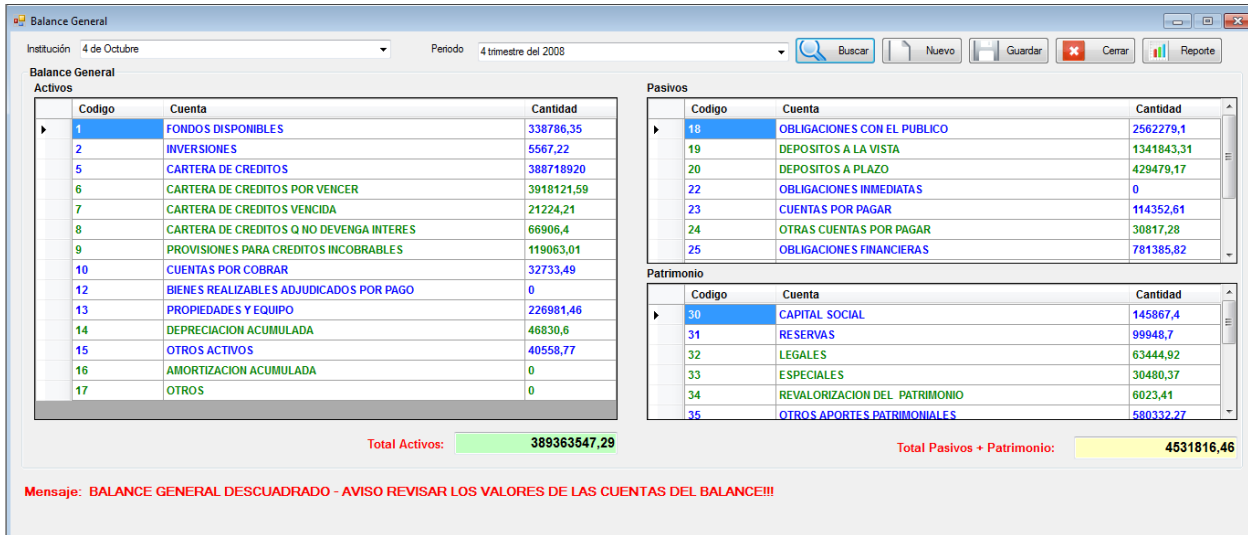 Balance General
Institución 4 de Octubre Periodo 4 trimestre del 2008 Buscar Nuevo Guardar Cerrar Reporte
Balance General
Activos
Codigo Cuenta Cantidad
1 FONDOS DISPONIBLES 338786,35
2 INVERSIONES 5567,22
5 CARTERA DE CREDITOS 388718920
6 CARTERA DE CREDITOS POR VENCER 3918121,59
7 CARTERA DE CREDITOS VENCIDA 21224,21
8 CARTERA DE CREDITOS Q NO DEVENGA INTERES 66906,4
9 PROVISIONES PARA CREDITOS INCOBRABLES 119063,01
10 CUENTAS POR COBRAR 32733,49
12 BIENES REALIZABLES ADJUDICADOS POR PAGO 0
13 PROPIEDADES Y EQUIPO 226981,46
14 DEPRECIACION ACUMULADA 46830,6
15 OTROS ACTIVOS 40558,77
16 AMORTIZACION ACUMULADA 0
17 OTROS 0
Total Activos: 389363547,29
Pasivos
Codigo Cuenta Cantidad
18 OBLIGACIONES CON EL PUBLICO 2562279,1
19 DEPOSITOS A LA VISTA 1341843,31
20 DEPOSITOS A PLAZO 429479,17
22 OBLIGACIONES INMEDIATAS 0
23 CUENTAS POR PAGAR 114352,61
24 OTRAS CUENTAS POR PAGAR 30817,28
25 OBLIGACIONES FINANCIERAS 781385,82
Patrimonio
Codigo Cuenta Cantidad
30 CAPITAL SOCIAL 145867,4
31 RESERVAS 99948,7
32 LEGALES 63444,92
33 ESPECIALES 30480,37
34 REVALORIZACION DEL PATRIMONIO 6023,41
35 OTROS APORTES PATRIMONIALES 580332,27
Total Pasivos + Patrimonio: 4531816,46
Mensaje: BALANCE GENERAL DESCUADRADO - AVISO REVISAR LOS VALORES DE LAS CUENTAS DEL BALANCE!!!